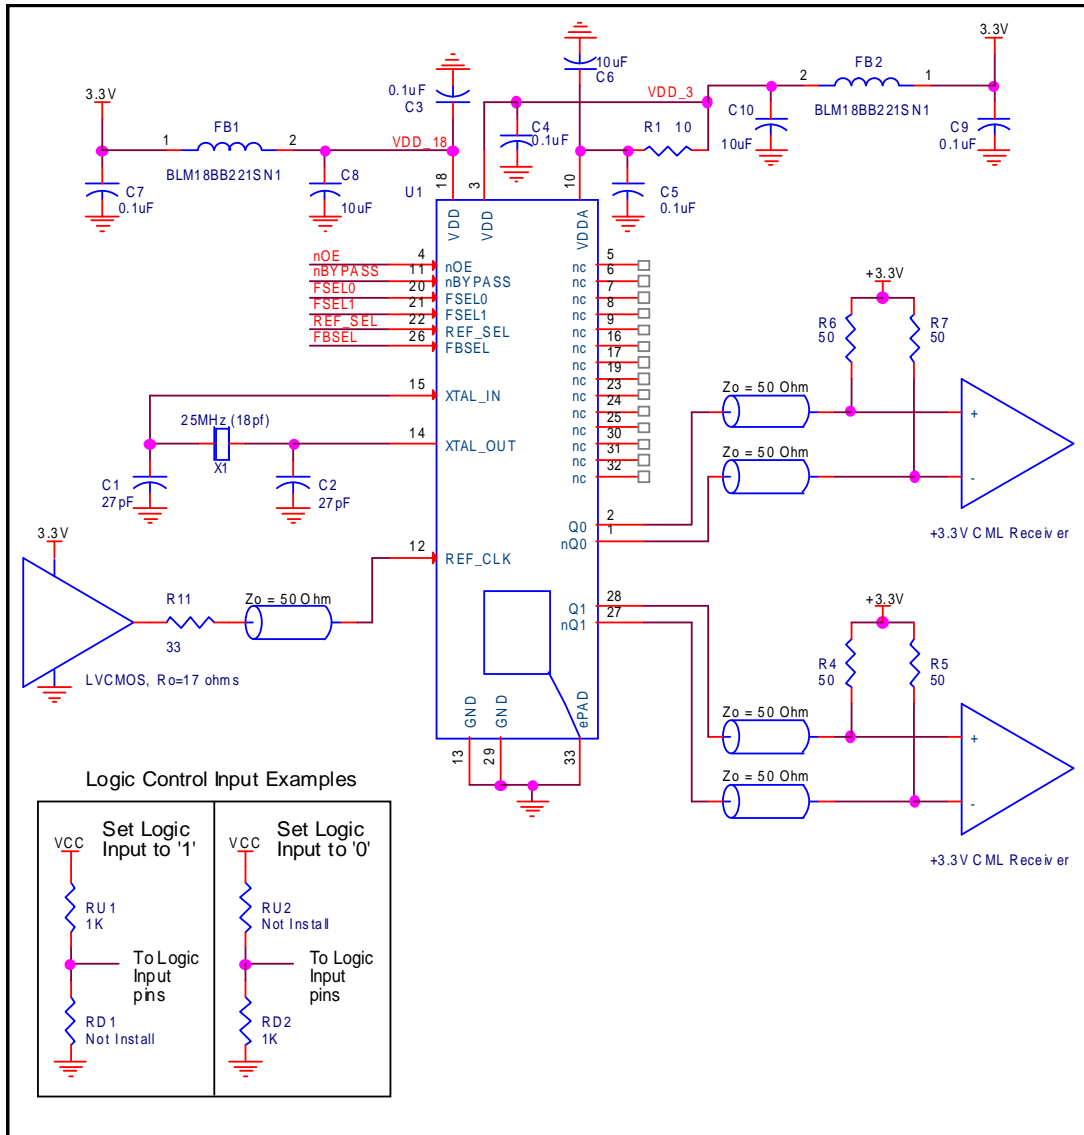 3.3V
FB2
10uF
C6
2
1
BLM18BB221SN1
0.1uF
C3
VDD_3
3.3V
C10
10uF
C9
0.1uF
C4
0.1uF
R1 10
FB1
1
2
BLM18BB221SN1
VDD_18
C7
0.1uF
C8
10uF
C5
0.1uF
U1
18
3
10
VDD
VDD
VDDA
nOE 4 nOE
nBYPASS 11 nBYPASS
FSEL0 20 FSEL0
FSEL1 21 FSEL1
REF_SEL 22 REF_SEL
FBSEL 26 FBSEL
5 nc
6 nc
7 nc
8 nc
9 nc
16 nc
17 nc
19 nc
23 nc
24 nc
25 nc
30 nc
31 nc
32 nc
15 XTAL_IN
14 XTAL_OUT
25MHz (18pf)
X1
C1
27pF
C2
27pF
Q0 2
nQ0 1
+3.3V
R6
50
R7
50
Zo = 50 Ohm
Zo = 50 Ohm
+
-
+3.3V CML Receiver
3.3V
12 REF_CLK
R11
33
Zo = 50 Ohm
LVCMOS, Ro=17 ohms
Q1 28
nQ1 27
+3.3V
R4
50
R5
50
Zo = 50 Ohm
Zo = 50 Ohm
+
-
+3.3V CML Receiver
GND
GND
ePAD
13
29
33
Logic Control Input Examples
Set Logic
Input to '1'
VCC
RU1
1K
To Logic
Input
pins
RD1
Not Install
Set Logic
Input to '0'
VCC
RU2
Not Install
To Logic
Input
pins
RD2
1K